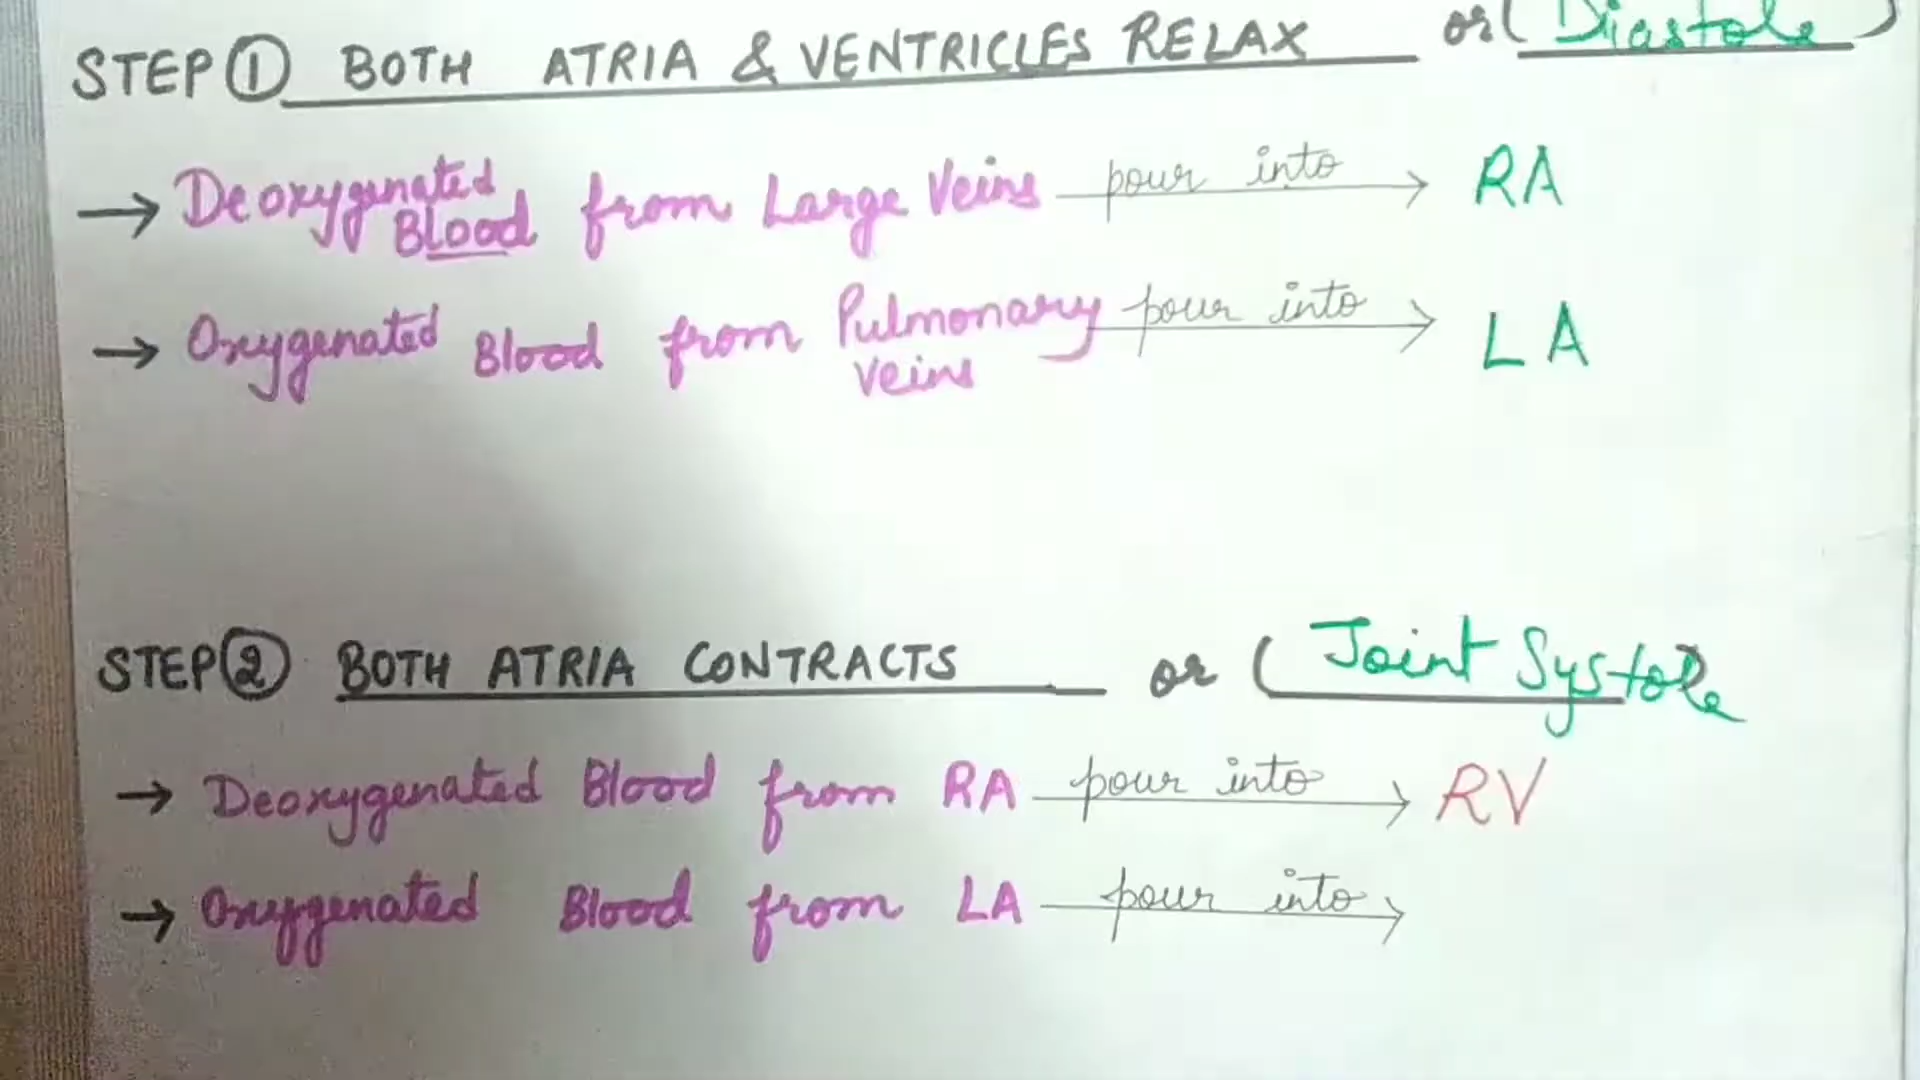 STEP ① BOTH ATRIA & VENTRICLES RELAX or (Diastole)
→ Deoxygenated Blood from Large Veins pour into → RA
→ Oxygenated Blood from Pulmonary veins pour into → LA
STEP ② BOTH ATRIA CONTRACTS or (Joint Systole
→ Deoxygenated Blood from RA pour into → RV
→ Oxygenated Blood from LA pour into →